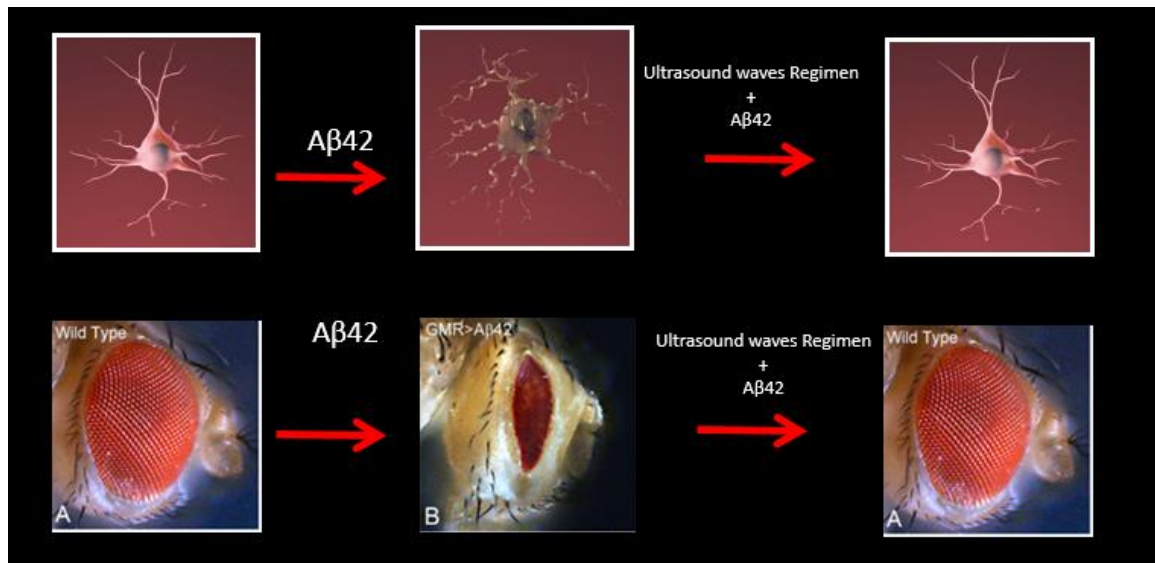 Aβ42
Ultrasound waves Regimen
+
Aβ42
Wild Type
A
Aβ42
GMR>Aβ42
B
Ultrasound waves Regimen
+
Aβ42
Wild Type
A